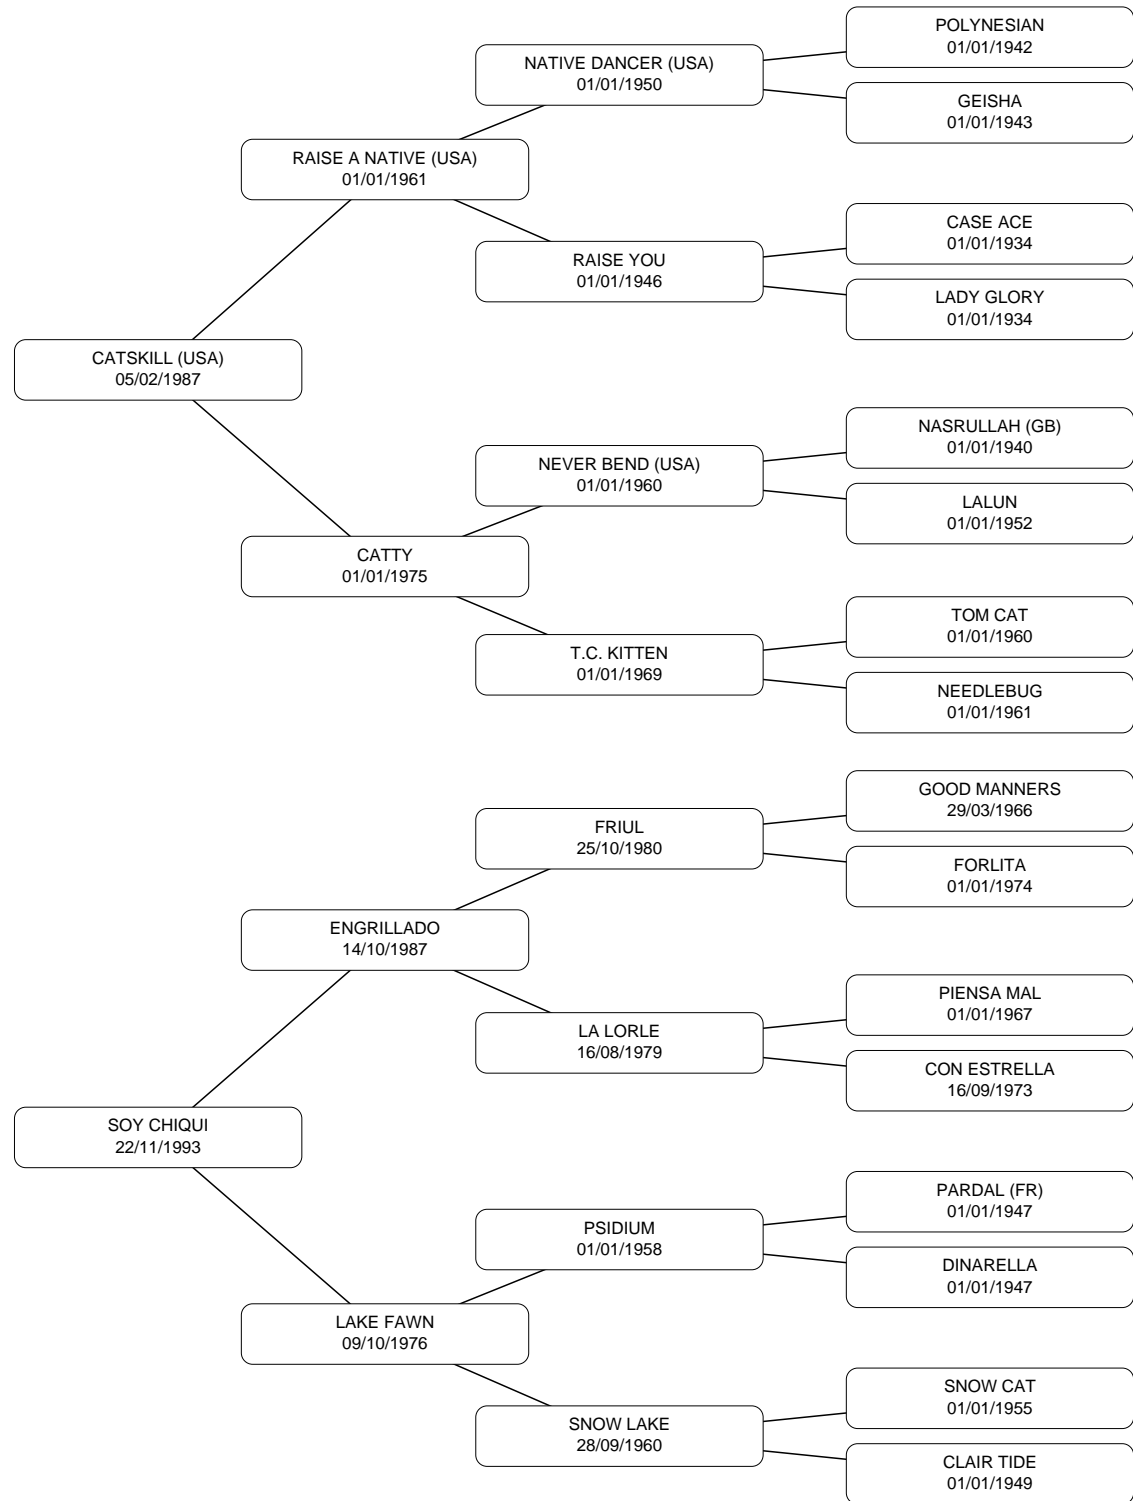 POLYNESIAN
01/01/1942
NATIVE DANCER (USA)
01/01/1950
GEISHA
01/01/1943
RAISE A NATIVE (USA)
01/01/1961
CASE ACE
01/01/1934
RAISE YOU
01/01/1946
LADY GLORY
01/01/1934
CATSKILL (USA)
05/02/1987
NASRULLAH (GB)
01/01/1940
NEVER BEND (USA)
01/01/1960
LALUN
01/01/1952
CATTY
01/01/1975
TOM CAT
01/01/1960
T.C. KITTEN
01/01/1969
NEEDLEBUG
01/01/1961
GOOD MANNERS
29/03/1966
FRIUL
25/10/1980
FORLITA
01/01/1974
ENGRILLADO
14/10/1987
PIENSA MAL
01/01/1967
LA LORLE
16/08/1979
CON ESTRELLA
16/09/1973
SOY CHIQUI
22/11/1993
PARDAL (FR)
01/01/1947
PSIDIUM
01/01/1958
DINARELLA
01/01/1947
LAKE FAWN
09/10/1976
SNOW CAT
01/01/1955
SNOW LAKE
28/09/1960
CLAIR TIDE
01/01/1949